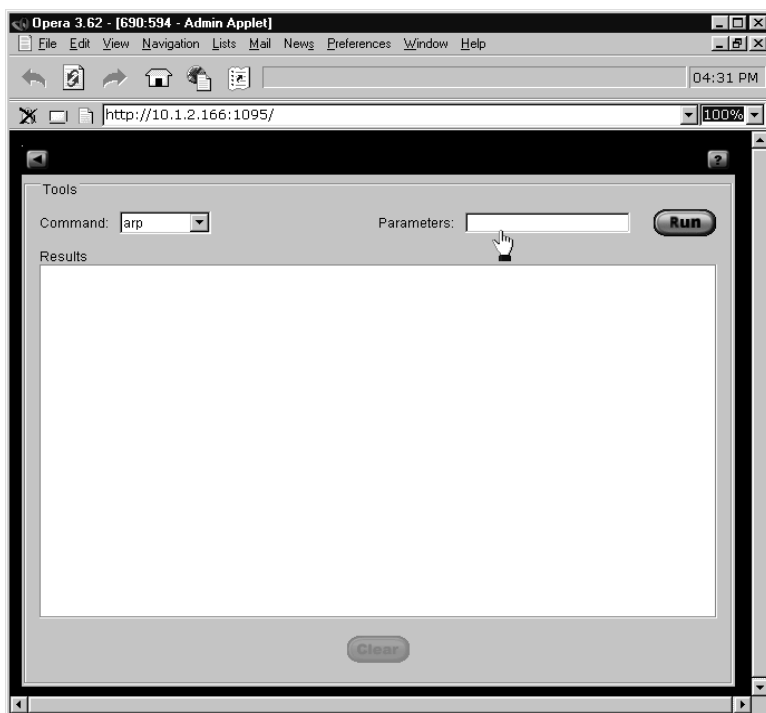 Opera 3.62 - [690:594 - Admin Applet]
File Edit View Navigation Lists Mail News Preferences Window Help
04:31 PM
http://10.1.2.166:1095/ 100%
?
Tools
Command: arp Parameters: Run
Results
Clear